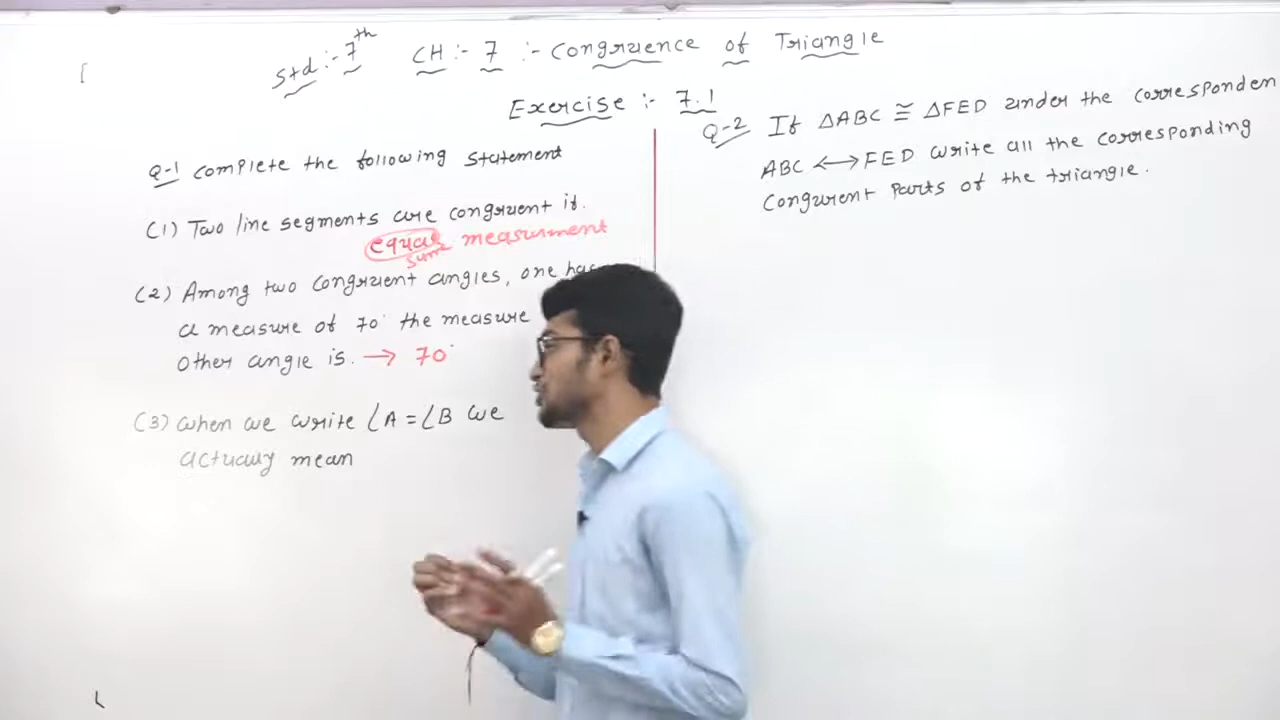 Std :- 7th CH :- 7 :- Congruence of Triangle
Exercise :- 7.1
Q-1 Complete the following Statement
(1) Two line segments are congruent if.
equal measurment
same
(2) Among two congruent angles, one has
a measure of 70° the measure
other angle is. → 70°
(3) When we write ∠A = ∠B we
actually mean
Q-2 If △ABC ≅ △FED under the corresponden
ABC ↔ FED write all the corresponding
Congurent Parts of the triangle.